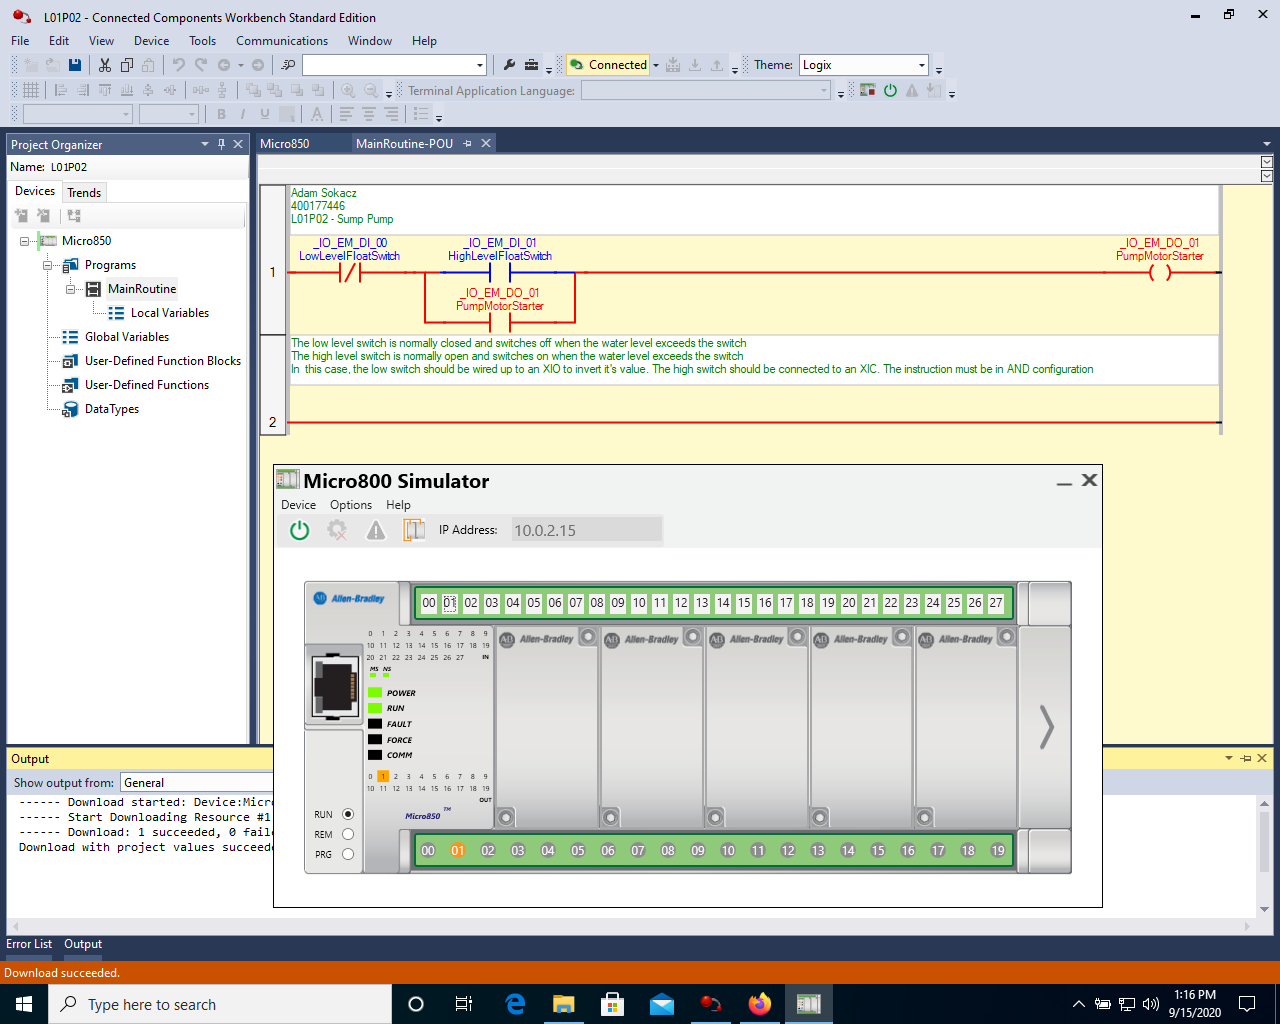 L01P02 - Connected Components Workbench Standard Edition
File Edit View Device Tools Communications Window Help
Connected Theme: Logix
Terminal Application Language:
B I U A
Project Organizer
Name: L01P02
Devices Trends
Micro850
Programs
MainRoutine
Local Variables
Global Variables
User-Defined Function Blocks
User-Defined Functions
DataTypes
Micro850 MainRoutine-POU
Adam Sokacz
400177446
L01P02 - Sump Pump
_IO_EM_DI_00 _IO_EM_DI_01 _IO_EM_DO_01
LowLevelFloatSwitch HighLevelFloatSwitch PumpMotorStarter
1
_IO_EM_DO_01
PumpMotorStarter
The low level switch is normally closed and switches off when the water level exceeds the switch
The high level switch is normally open and switches on when the water level exceeds the switch
In this case, the low switch should be wired up to an XIO to invert it's value. The high switch should be connected to an XIC. The instruction must be in AND configuration
2
Micro800 Simulator
Device Options Help
IP Address: 10.0.2.15
AB Allen-Bradley
00 01 02 03 04 05 06 07 08 09 10 11 12 13 14 15 16 17 18 19 20 21 22 23 24 25 26 27
0 1 2 3 4 5 6 7 8 9
10 11 12 13 14 15 16 17 18 19
20 21 22 23 24 25 26 27 IN
MS NS
POWER
RUN
FAULT
FORCE
COMM
AB Allen-Bradley AB Allen-Bradley AB Allen-Bradley AB Allen-Bradley AB Allen-Bradley
0 1 2 3 4 5 6 7 8 9
10 11 12 13 14 15 16 17 18 19
OUT
Micro850 TM
RUN
REM
PRG
00 01 02 03 04 05 06 07 08 09 10 11 12 13 14 15 16 17 18 19
Output
Show output from: General
------ Download started: Device:Micr
------ Start Downloading Resource #1
------ Download: 1 succeeded, 0 faile
Download with project values succeede
Error List Output
Download succeeded.
Type here to search
1:16 PM
9/15/2020